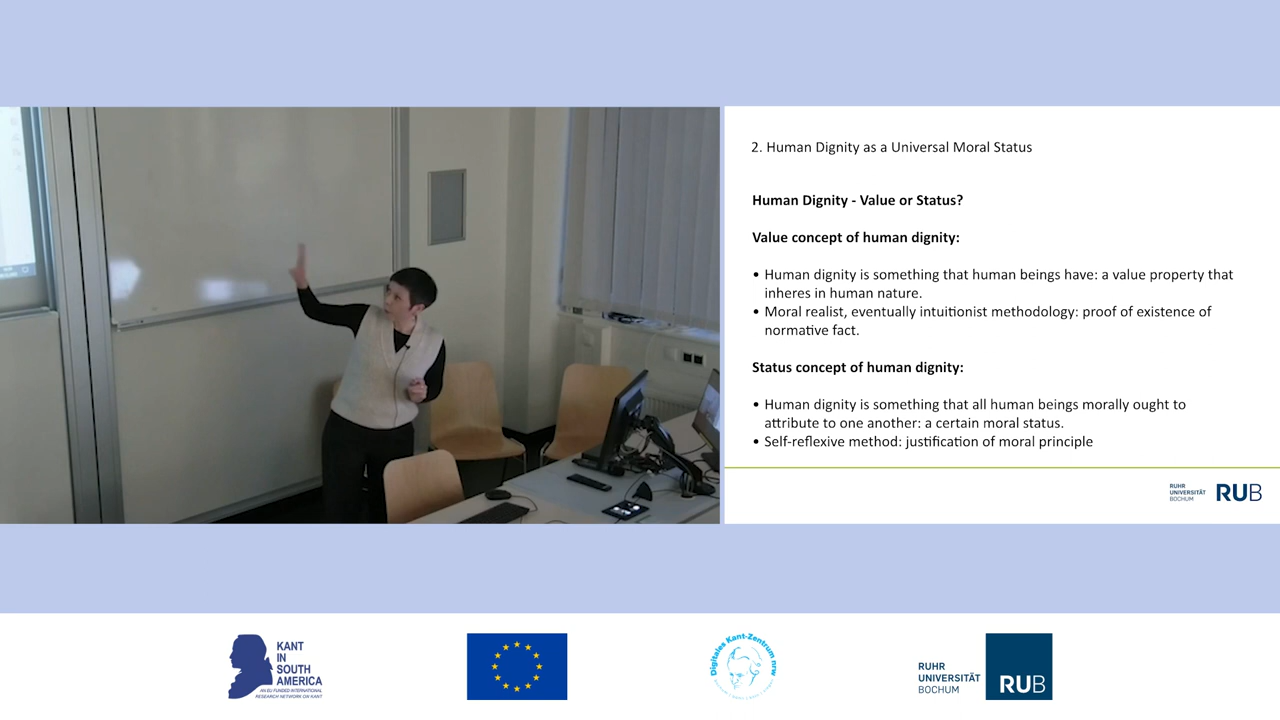 2. Human Dignity as a Universal Moral Status
Human Dignity - Value or Status?
Value concept of human dignity:
• Human dignity is something that human beings have: a value property that
inheres in human nature.
• Moral realist, eventually intuitionist methodology: proof of existence of
normative fact.
Status concept of human dignity:
• Human dignity is something that all human beings morally ought to
attribute to one another: a certain moral status.
• Self-reflexive method: justification of moral principle
RUHR
UNIVERSITÄT
BOCHUM
RUB
KANT
IN
SOUTH
AMERICA
AN EU FUNDED INTERNATIONAL
RESEARCH NETWORK ON KANT
Digitales Kant-Zentrum nrw
RUHR
UNIVERSITÄT
BOCHUM
RUB